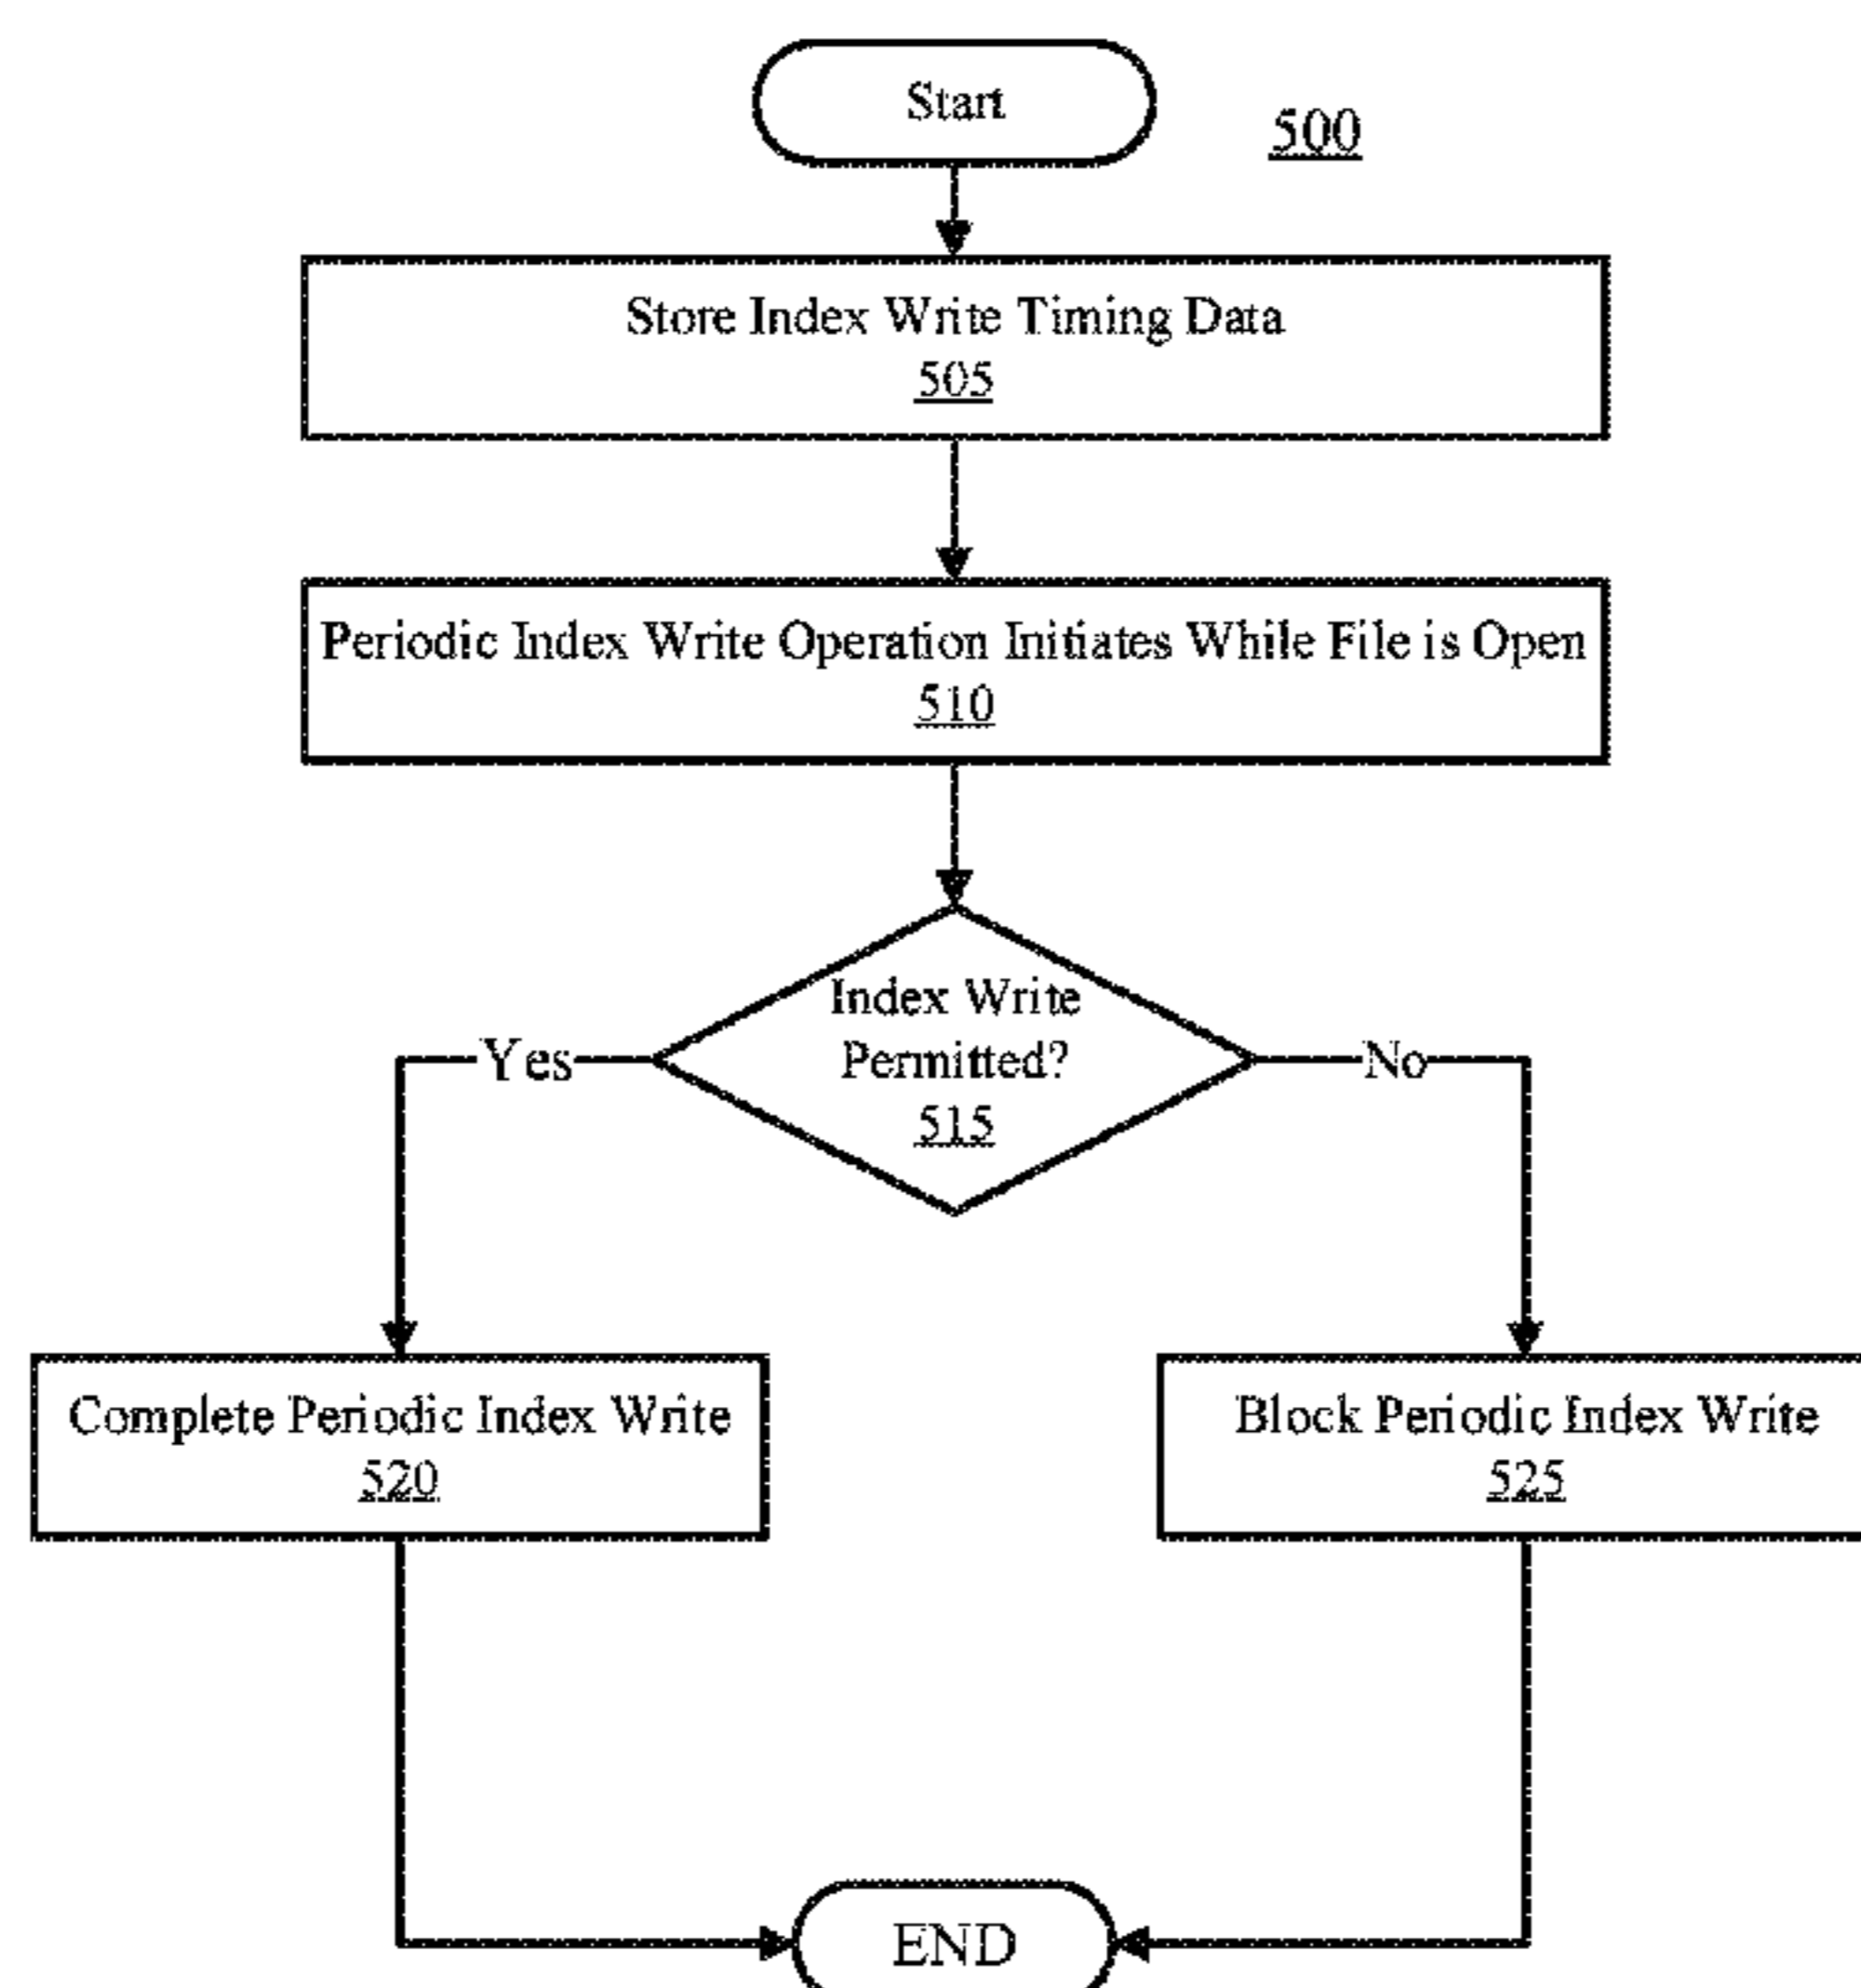 Start
500
Store Index Write Timing Data
505
Periodic Index Write Operation Initiates While File is Open
510
Index Write
Permitted?
515
Yes
No
Complete Periodic Index Write
520
Block Periodic Index Write
525
END